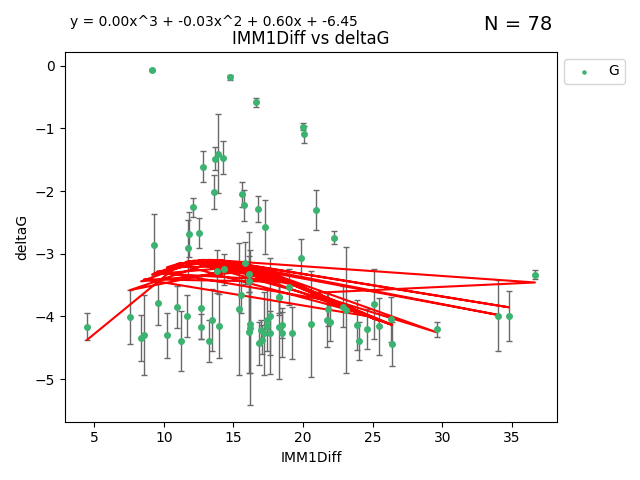 y = 0.00x^3 + -0.03x^2 + 0.60x + -6.45
N = 78
IMM1Diff vs deltaG
G
deltaG
0
−1
−2
−3
−4
−5
5 10 15 20 25 30 35
IMM1Diff